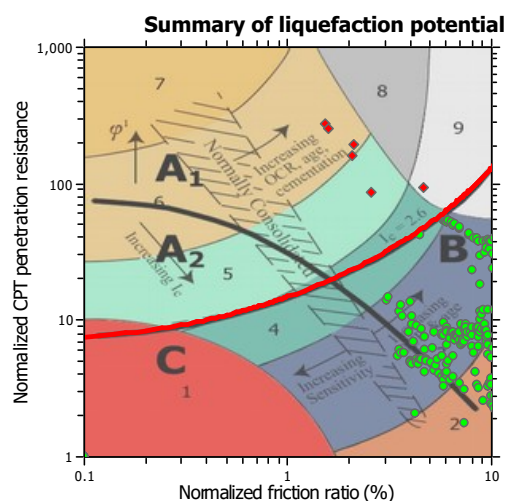 Summary of liquefaction potential
Normalized CPT penetration resistance
1,000
100
10
1
7
8
9
φ'
A1
6
Increasing
OCR, age,
cementation
Normally Consolidated
Ic = 2.6
A2
Increasing Ic
5
B
4
C
1
Increasing
Sensitivity
2
0.1
1
10
Normalized friction ratio (%)